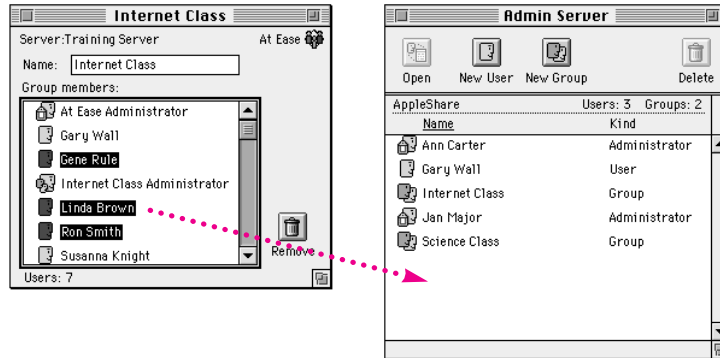 Internet Class
Server:Training Server
At Ease
Name: Internet Class
Group members:
At Ease Administrator
Gary Wall
Gene Rule
Internet Class Administrator
Linda Brown
Ron Smith
Susanna Knight
Remove
Users: 7
Admin Server
Open
New User
New Group
Delete
AppleShare
Users: 3 Groups: 2
Name Kind
Ann Carter Administrator
Gary Wall User
Internet Class Group
Jan Major Administrator
Science Class Group